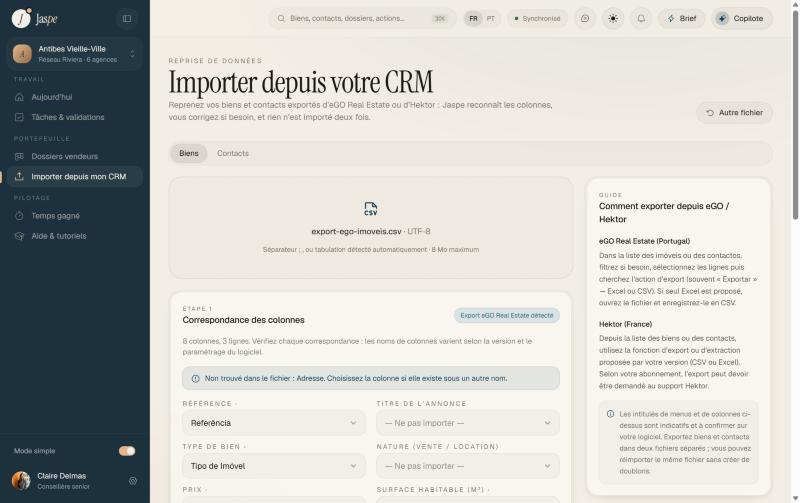 J Jaspe
Biens, contacts, dossiers, actions...
⌘K
FR PT
Synchronisé
Brief
Copilote
A
Antibes Vieille-Ville
Réseau Riviera · 6 agences
TRAVAIL
Aujourd'hui
Tâches & validations
PORTEFEUILLE
Dossiers vendeurs
Importer depuis mon CRM
PILOTAGE
Temps gagné
Aide & tutoriels
Mode simple
Claire Delmas
Conseillère senior
REPRISE DE DONNÉES
Importer depuis votre CRM
Reprenez vos biens et contacts exportés d'eGO Real Estate ou d'Hektor : Jaspe reconnaît les colonnes,
vous corrigez si besoin, et rien n'est importé deux fois.
Autre fichier
Biens Contacts
CSV
export-ego-imoveis.csv · UTF-8
Séparateur ; , ou tabulation détecté automatiquement · 8 Mo maximum
ÉTAPE 1
Correspondance des colonnes
Export eGO Real Estate détecté
8 colonnes, 3 lignes. Vérifiez chaque correspondance : les noms de colonnes varient selon la version et le
paramétrage du logiciel.
Non trouvé dans le fichier : Adresse. Choisissez la colonne si elle existe sous un autre nom.
RÉFÉRENCE · TITRE DE L'ANNONCE
Referência — Ne pas importer —
TYPE DE BIEN · NATURE (VENTE / LOCATION)
Tipo de Imóvel — Ne pas importer —
PRIX · SURFACE HABITABLE (M²) ·
GUIDE
Comment exporter depuis eGO /
Hektor
eGO Real Estate (Portugal)
Dans la liste des imóveis ou des contactos,
filtrez si besoin, sélectionnez les lignes puis
cherchez l'action d'export (souvent « Exportar »
— Excel ou CSV). Si seul Excel est proposé,
ouvrez le fichier et enregistrez-le en CSV.
Hektor (France)
Depuis la liste des biens ou des contacts,
utilisez la fonction d'export ou d'extraction
proposée par votre version (CSV ou Excel).
Selon votre abonnement, l'export peut devoir
être demandé au support Hektor.
Les intitulés de menus et de colonnes ci-
dessus sont indicatifs et à confirmer sur
votre logiciel. Exportez biens et contacts
dans deux fichiers séparés ; vous pouvez
réimporter le même fichier sans créer de
doublons.